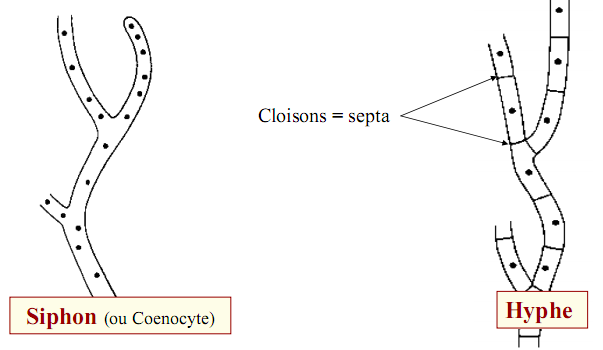 Cloisons = septa
Siphon (ou Coenocyte)
Hyphe